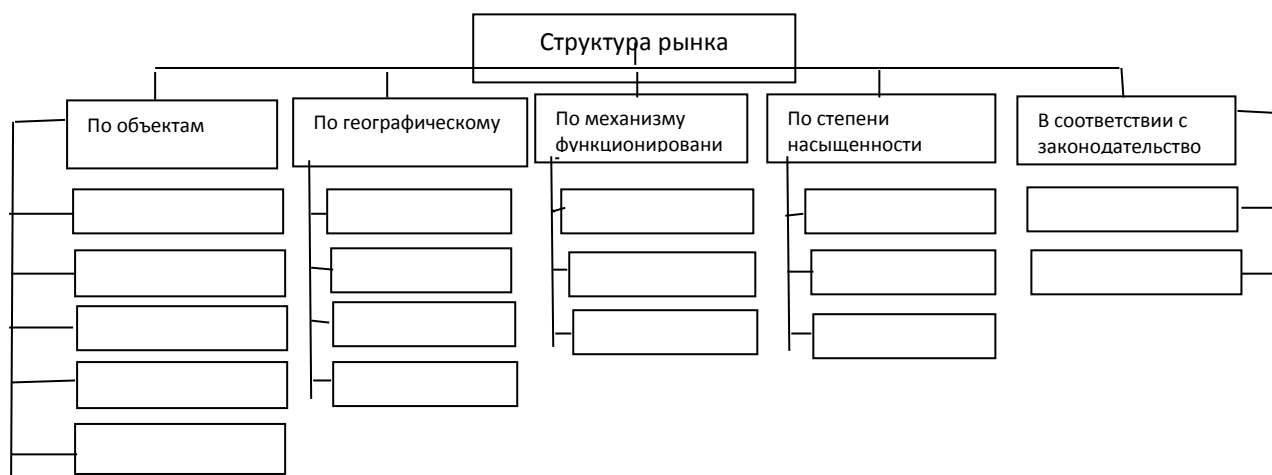 Структура рынка
По объектам
По географическому
По механизму
функционировани
По степени
насыщенности
В соответствии с
законодательство